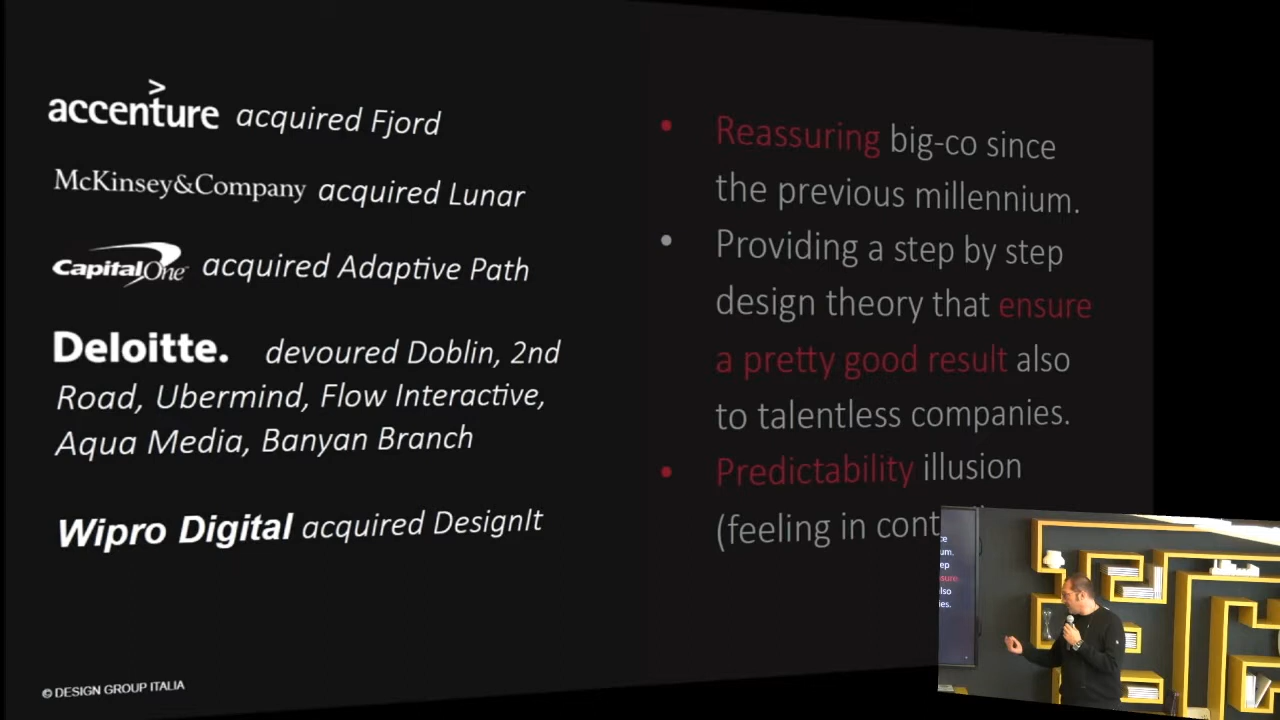 accenture acquired Fjord
McKinsey&Company acquired Lunar
CapitalOne acquired Adaptive Path
Deloitte. devoured Doblin, 2nd
Road, Ubermind, Flow Interactive,
Aqua Media, Banyan Branch
Wipro Digital acquired DesignIt
© DESIGN GROUP ITALIA
• Reassuring big-co since
the previous millennium.
• Providing a step by step
design theory that ensure
a pretty good result also
to talentless companies.
• Predictability illusion
(feeling in